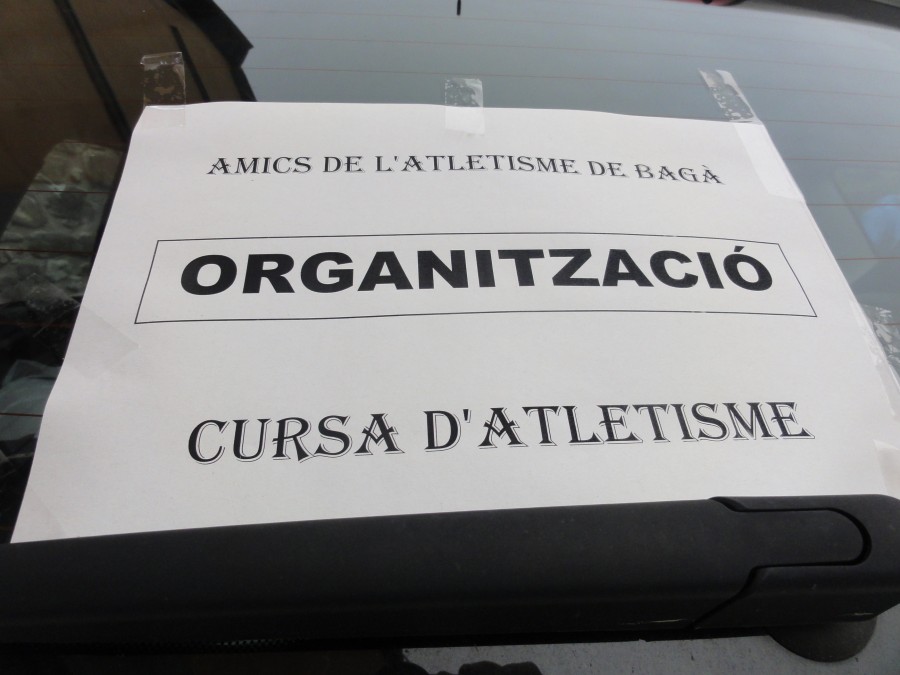 AMICS DE L'ATLETISME DE BAGÀ
ORGANITZACIÓ
CURSA D'ATLETISME